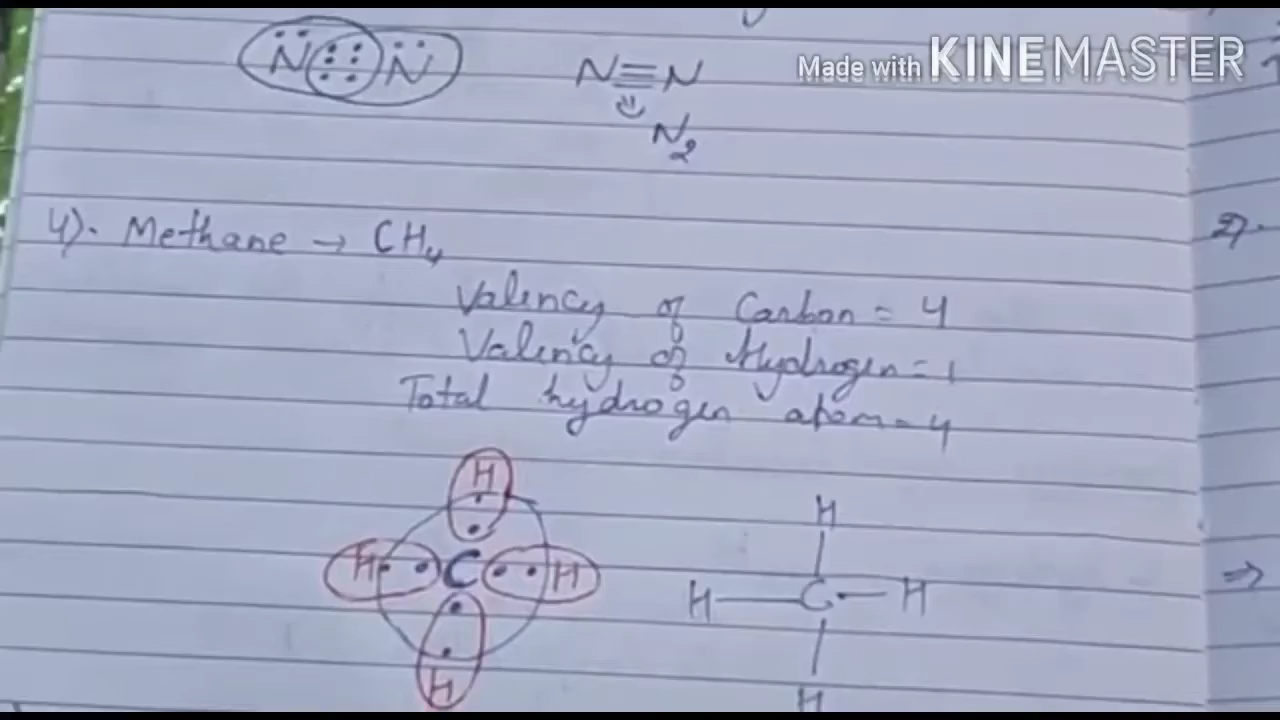 Made with KINEMASTER
N N N≡N
N2
4). Methane → CH4
2).
Valency of Carbon = 4
Valency of Hydrogen = 1
Total hydrogen atom = 4
H
H C H
H
H
H — C — H
H
⇒